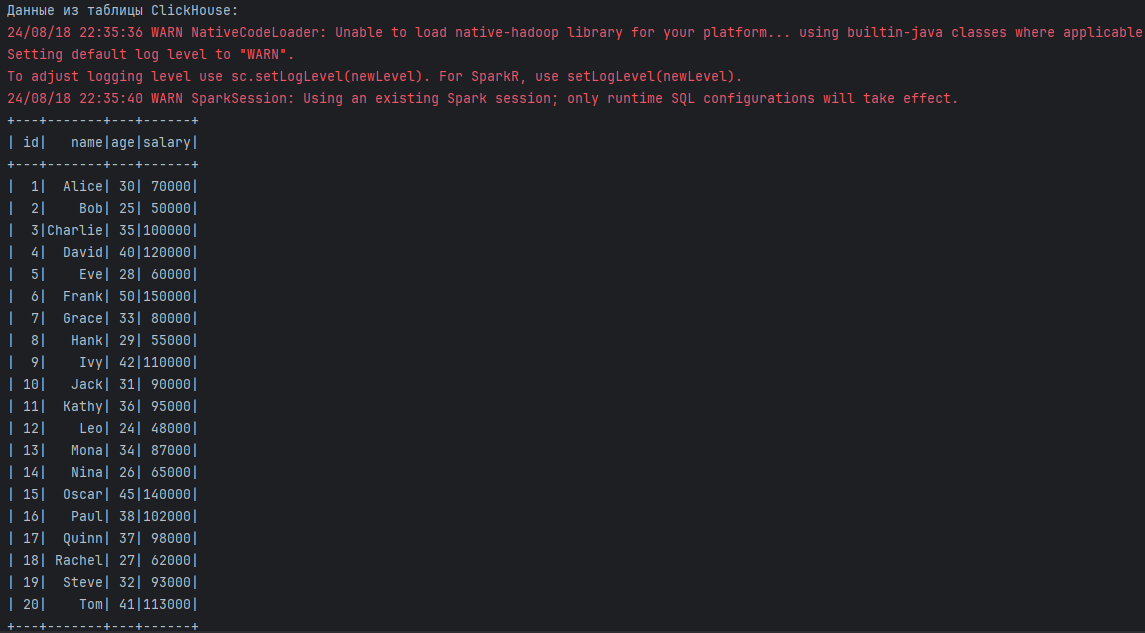 Данные из таблицы ClickHouse:
24/08/18 22:35:36 WARN NativeCodeLoader: Unable to load native-hadoop library for your platform... using builtin-java classes where applicable
Setting default log level to "WARN".
To adjust logging level use sc.setLogLevel(newLevel). For SparkR, use setLogLevel(newLevel).
24/08/18 22:35:40 WARN SparkSession: Using an existing Spark session; only runtime SQL configurations will take effect.
+---+-------+---+------+
| id|   name|age|salary|
+---+-------+---+------+
|  1|  Alice| 30| 70000|
|  2|    Bob| 25| 50000|
|  3|Charlie| 35|100000|
|  4|  David| 40|120000|
|  5|    Eve| 28| 60000|
|  6|  Frank| 50|150000|
|  7|  Grace| 33| 80000|
|  8|   Hank| 29| 55000|
|  9|    Ivy| 42|110000|
| 10|   Jack| 31| 90000|
| 11|  Kathy| 36| 95000|
| 12|    Leo| 24| 48000|
| 13|   Mona| 34| 87000|
| 14|   Nina| 26| 65000|
| 15|  Oscar| 45|140000|
| 16|   Paul| 38|102000|
| 17|  Quinn| 37| 98000|
| 18| Rachel| 27| 62000|
| 19|  Steve| 32| 93000|
| 20|    Tom| 41|113000|
+---+-------+---+------+